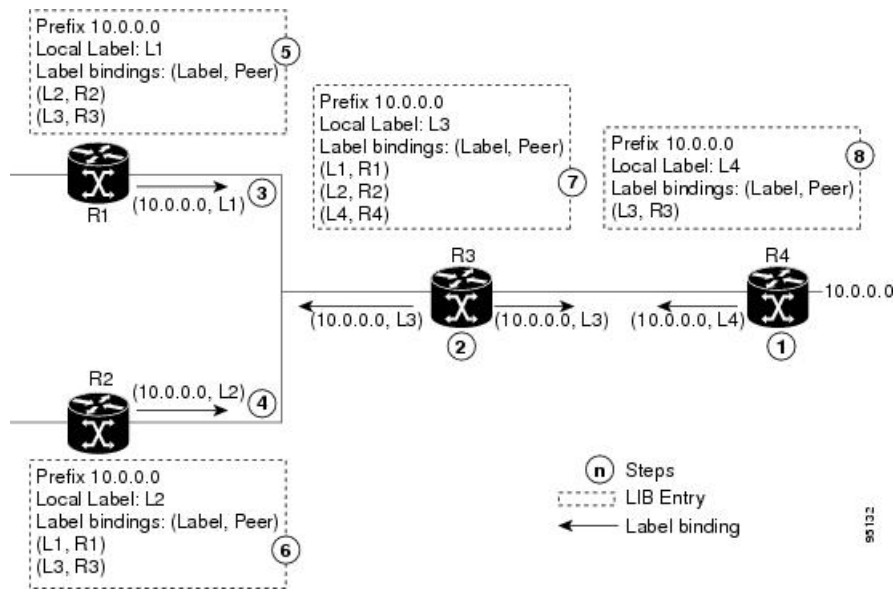 Prefix 10.0.0.0
Local Label: L1
Label bindings: (Label, Peer)
(L2, R2)
(L3, R3)
5
R1
(10.0.0.0, L1)
3
Prefix 10.0.0.0
Local Label: L3
Label bindings: (Label, Peer)
(L1, R1)
(L2, R2)
(L4, R4)
7
Prefix 10.0.0.0
Local Label: L4
Label bindings: (Label, Peer)
(L3, R3)
8
R3
R4
10.0.0.0
(10.0.0.0, L3)
(10.0.0.0, L3)
(10.0.0.0, L4)
2
1
R2
(10.0.0.0, L2)
4
Prefix 10.0.0.0
Local Label: L2
Label bindings: (Label, Peer)
(L1, R1)
(L3, R3)
6
n Steps
LIB Entry
Label binding
95132